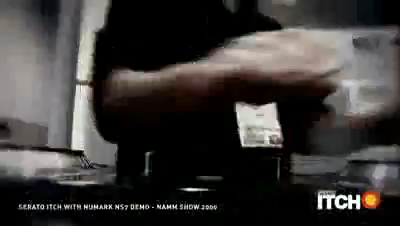 SERATO ITCH WITH NUMARK NS7 DEMO - NAMM SHOW 2009
ITCH